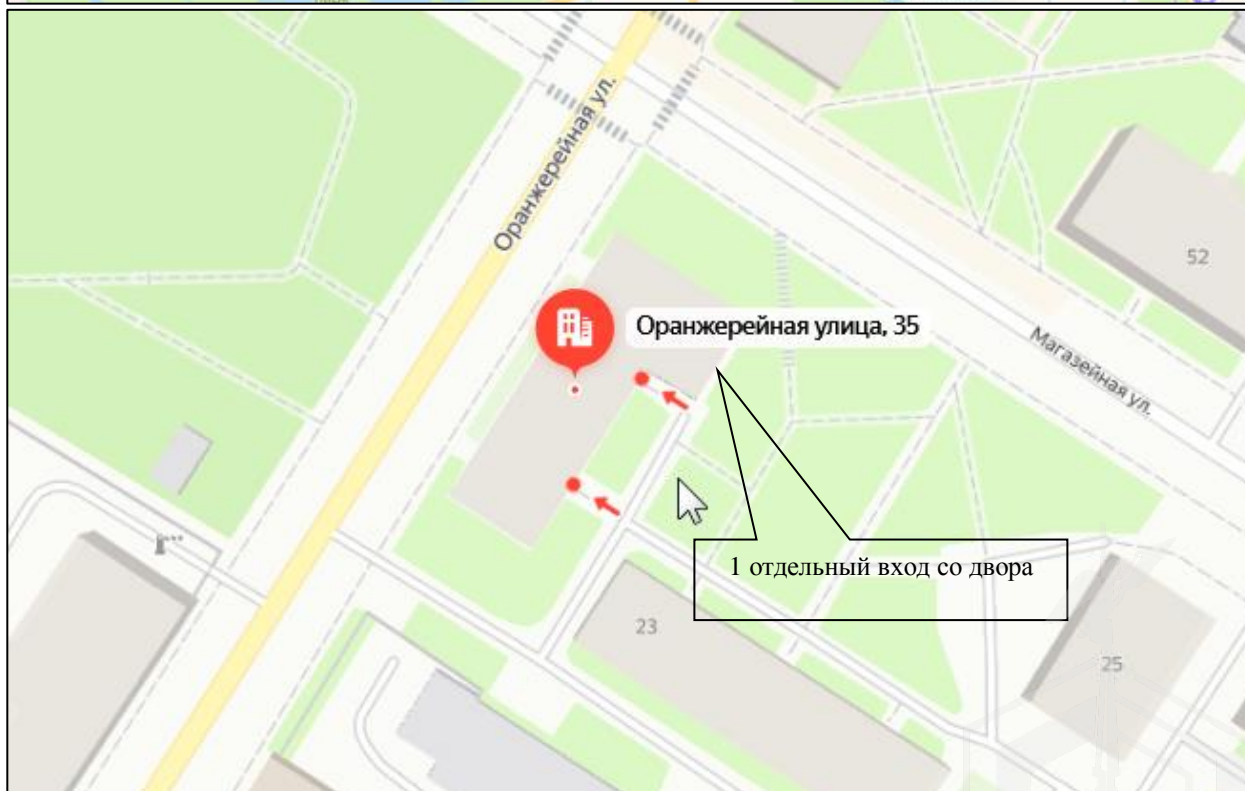 Оранжерейная ул.
52
Оранжерейная улица, 35
Магазейная ул.
1 отдельный вход со двора
23
25